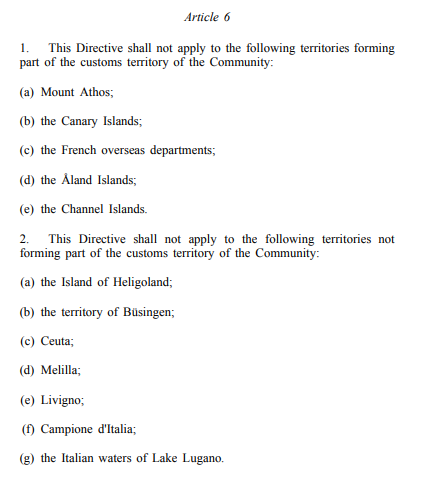 Article 6
1. This Directive shall not apply to the following territories forming
part of the customs territory of the Community:
(a) Mount Athos;
(b) the Canary Islands;
(c) the French overseas departments;
(d) the Åland Islands;
(e) the Channel Islands.
2. This Directive shall not apply to the following territories not
forming part of the customs territory of the Community:
(a) the Island of Heligoland;
(b) the territory of Büsingen;
(c) Ceuta;
(d) Melilla;
(e) Livigno;
(f) Campione d'Italia;
(g) the Italian waters of Lake Lugano.